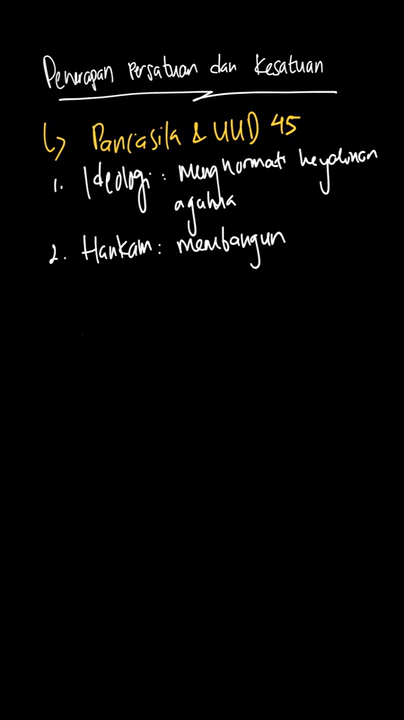 Penerapan Persatuan dan Kesatuan
↳ Pancasila & UUD 45
1. Ideologi : menghormati keyakinan
agama
2. Hankam : membangun